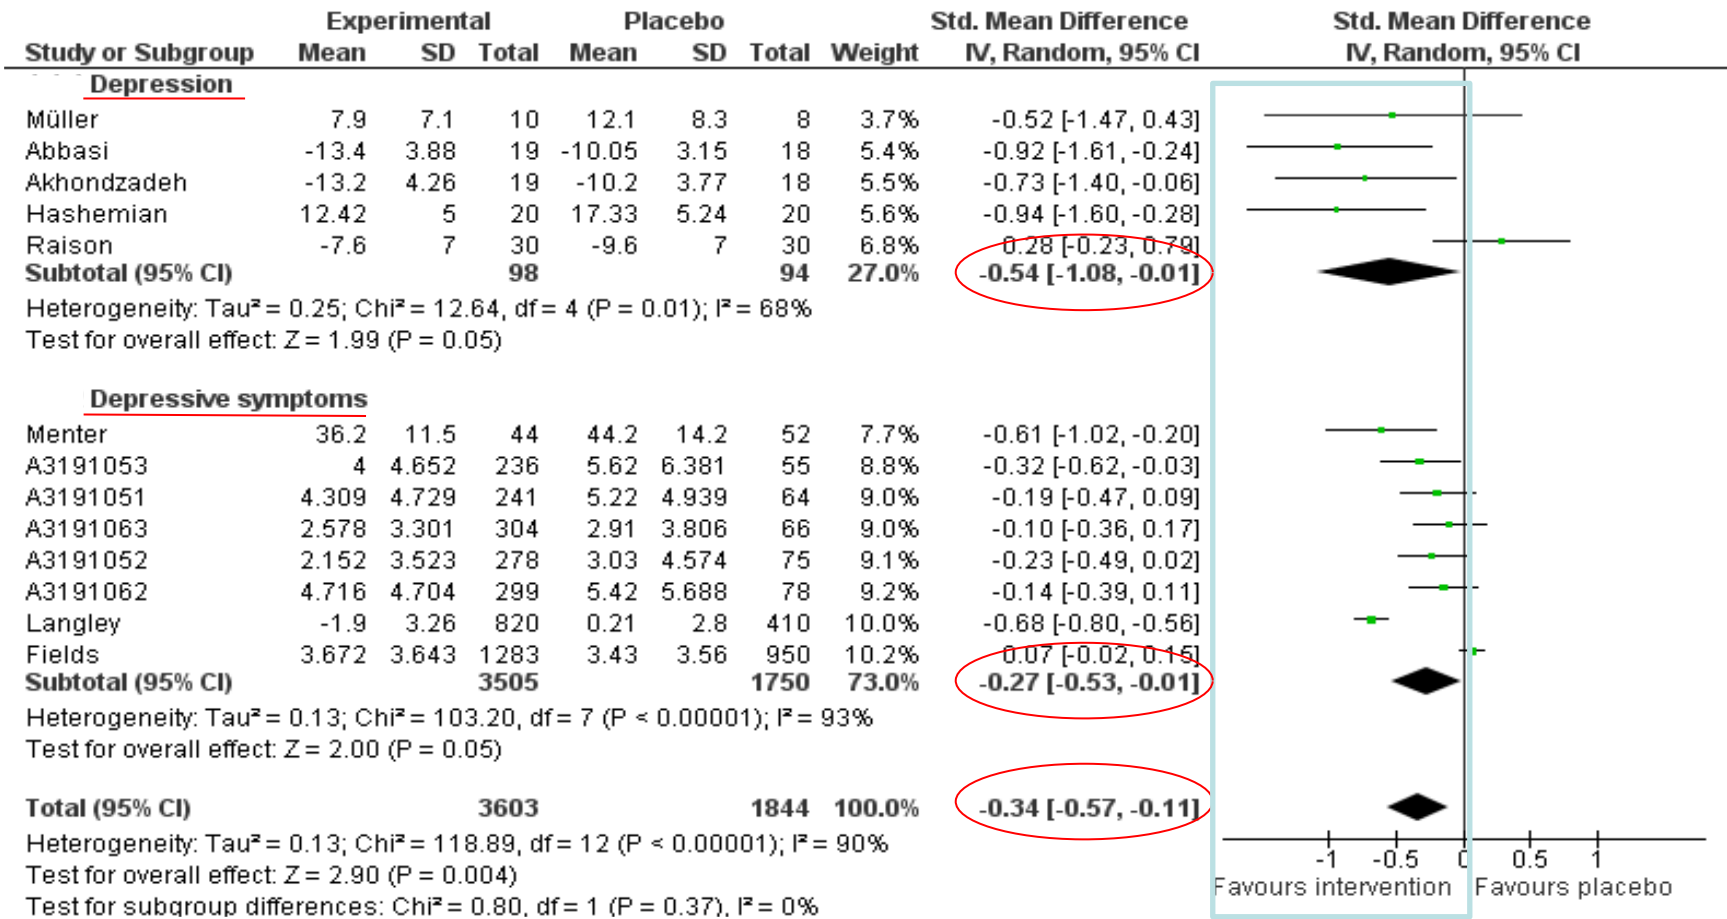 Experimental Placebo Std. Mean Difference Std. Mean Difference
Study or Subgroup Mean SD Total Mean SD Total Weight IV, Random, 95% CI IV, Random, 95% CI
Depression
Müller 7.9 7.1 10 12.1 8.3 8 3.7% -0.52 [-1.47, 0.43]
Abbasi -13.4 3.88 19 -10.05 3.15 18 5.4% -0.92 [-1.61, -0.24]
Akhondzadeh -13.2 4.26 19 -10.2 3.77 18 5.5% -0.73 [-1.40, -0.06]
Hashemian 12.42 5 20 17.33 5.24 20 5.6% -0.94 [-1.60, -0.28]
Raison -7.6 7 30 -9.6 7 30 6.8% 0.28 [-0.23, 0.79]
Subtotal (95% CI) 98 94 27.0% -0.54 [-1.08, -0.01]
Heterogeneity: Tau² = 0.25; Chi² = 12.64, df = 4 (P = 0.01); I² = 68%
Test for overall effect: Z = 1.99 (P = 0.05)
Depressive symptoms
Menter 36.2 11.5 44 44.2 14.2 52 7.7% -0.61 [-1.02, -0.20]
A3191053 4 4.652 236 5.62 6.381 55 8.8% -0.32 [-0.62, -0.03]
A3191051 4.309 4.729 241 5.22 4.939 64 9.0% -0.19 [-0.47, 0.09]
A3191063 2.578 3.301 304 2.91 3.806 66 9.0% -0.10 [-0.36, 0.17]
A3191052 2.152 3.523 278 3.03 4.574 75 9.1% -0.23 [-0.49, 0.02]
A3191062 4.716 4.704 299 5.42 5.688 78 9.2% -0.14 [-0.39, 0.11]
Langley -1.9 3.26 820 0.21 2.8 410 10.0% -0.68 [-0.80, -0.56]
Fields 3.672 3.643 1283 3.43 3.56 950 10.2% 0.07 [-0.02, 0.15]
Subtotal (95% CI) 3505 1750 73.0% -0.27 [-0.53, -0.01]
Heterogeneity: Tau² = 0.13; Chi² = 103.20, df = 7 (P < 0.00001); I² = 93%
Test for overall effect: Z = 2.00 (P = 0.05)
Total (95% CI) 3603 1844 100.0% -0.34 [-0.57, -0.11]
Heterogeneity: Tau² = 0.13; Chi² = 118.89, df = 12 (P < 0.00001); I² = 90%
Test for overall effect: Z = 2.90 (P = 0.004)
Test for subgroup differences: Chi² = 0.80, df = 1 (P = 0.37), I² = 0%
-1 -0.5 0 0.5 1
Favours intervention Favours placebo